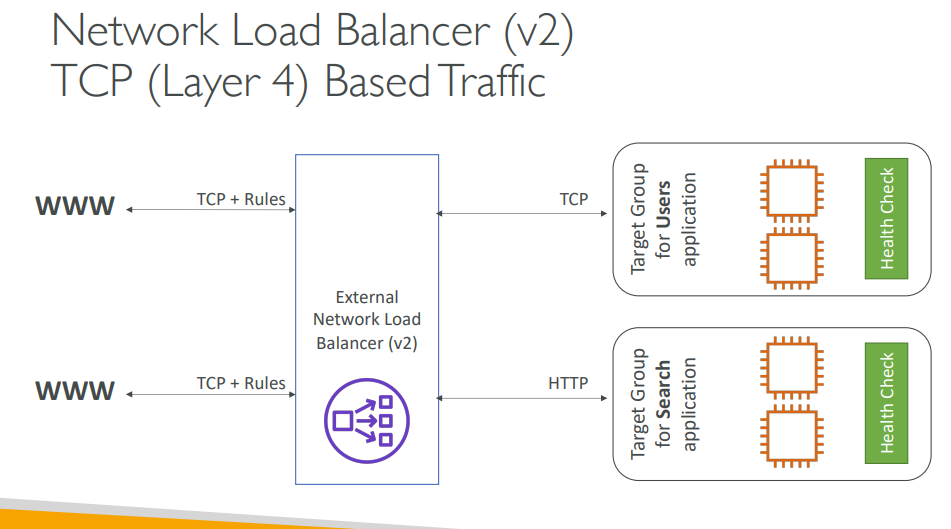 Network Load Balancer (v2)
TCP (Layer 4) Based Traffic
WWW
TCP + Rules
TCP
Target Group
for Users
application
Health Check
External
Network Load
Balancer (v2)
WWW
TCP + Rules
HTTP
Target Group
for Search
application
Health Check